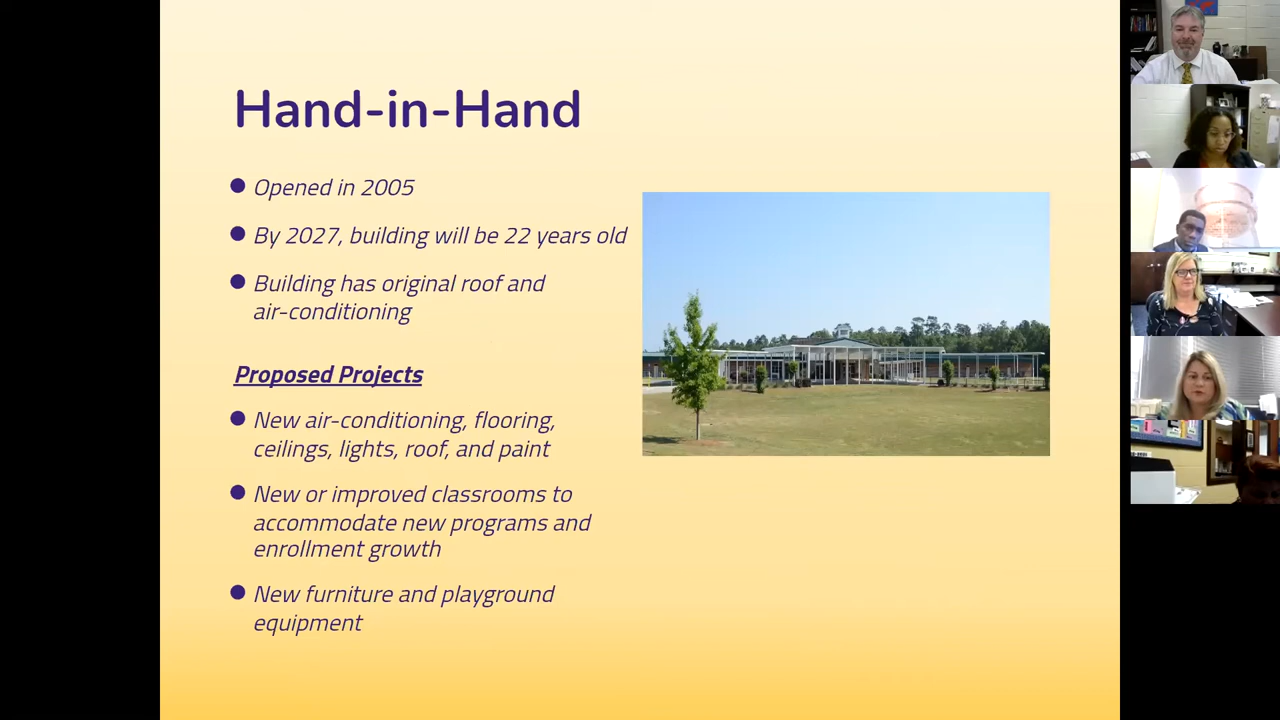 Hand-in-Hand
Opened in 2005
By 2027, building will be 22 years old
Building has original roof and
air-conditioning
Proposed Projects
New air-conditioning, flooring,
ceilings, lights, roof, and paint
New or improved classrooms to
accommodate new programs and
enrollment growth
New furniture and playground
equipment